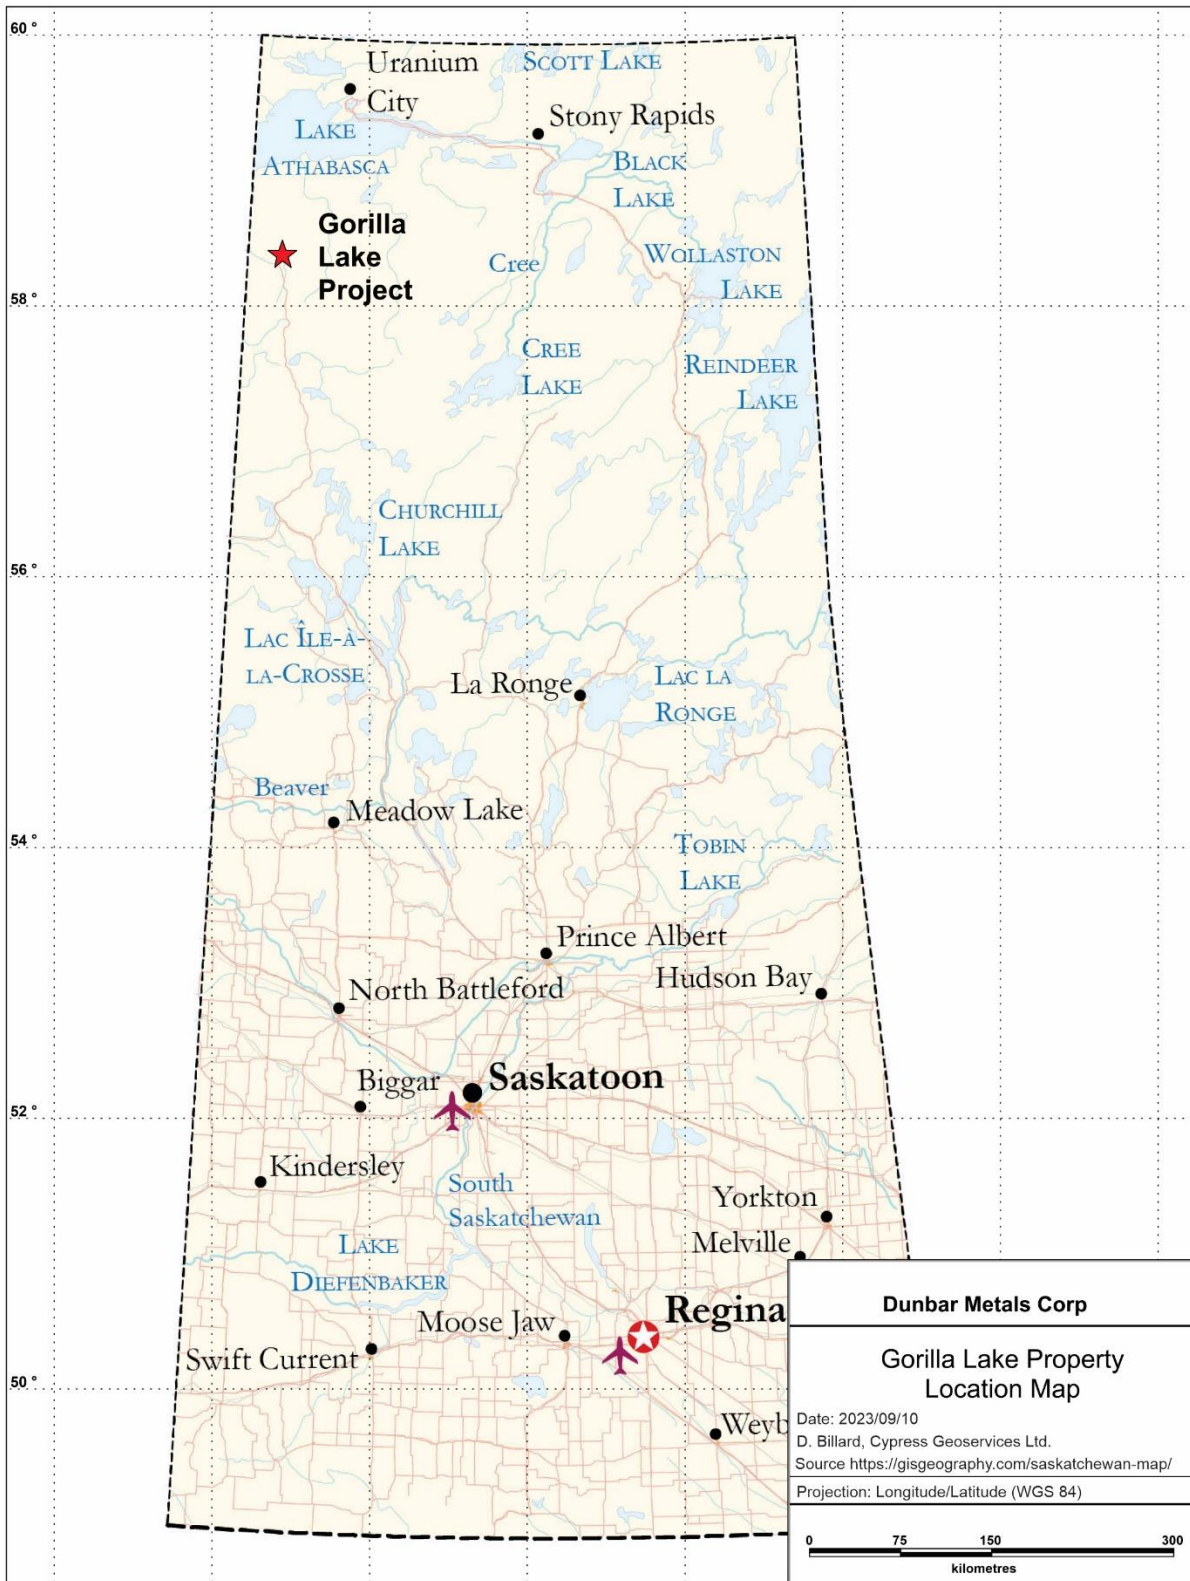 60 °
Uranium
City
SCOTT LAKE
Stony Rapids
LAKE
ATHABASCA
BLACK
LAKE
Gorilla
Lake
Project
Cree
WOLLASTON
LAKE
58 °
CREE
LAKE
REINDEER
LAKE
CHURCHILL
LAKE
56 °
LAC ÎLE-À-
LA-CROSSE
La Ronge
LAC LA
RONGE
Beaver
Meadow Lake
54 °
TOBIN
LAKE
Prince Albert
Hudson Bay
North Battleford
Biggar
Saskatoon
52 °
Kindersley
South
Saskatchewan
Yorkton
Melville
LAKE
DIEFENBAKER
Moose Jaw
Regina
Swift Current
50 °
Weyb
Dunbar Metals Corp
Gorilla Lake Property
Location Map
Date: 2023/09/10
D. Billard, Cypress Geoservices Ltd.
Source https://gisgeography.com/saskatchewan-map/
Projection: Longitude/Latitude (WGS 84)
0 75 150 300
kilometres